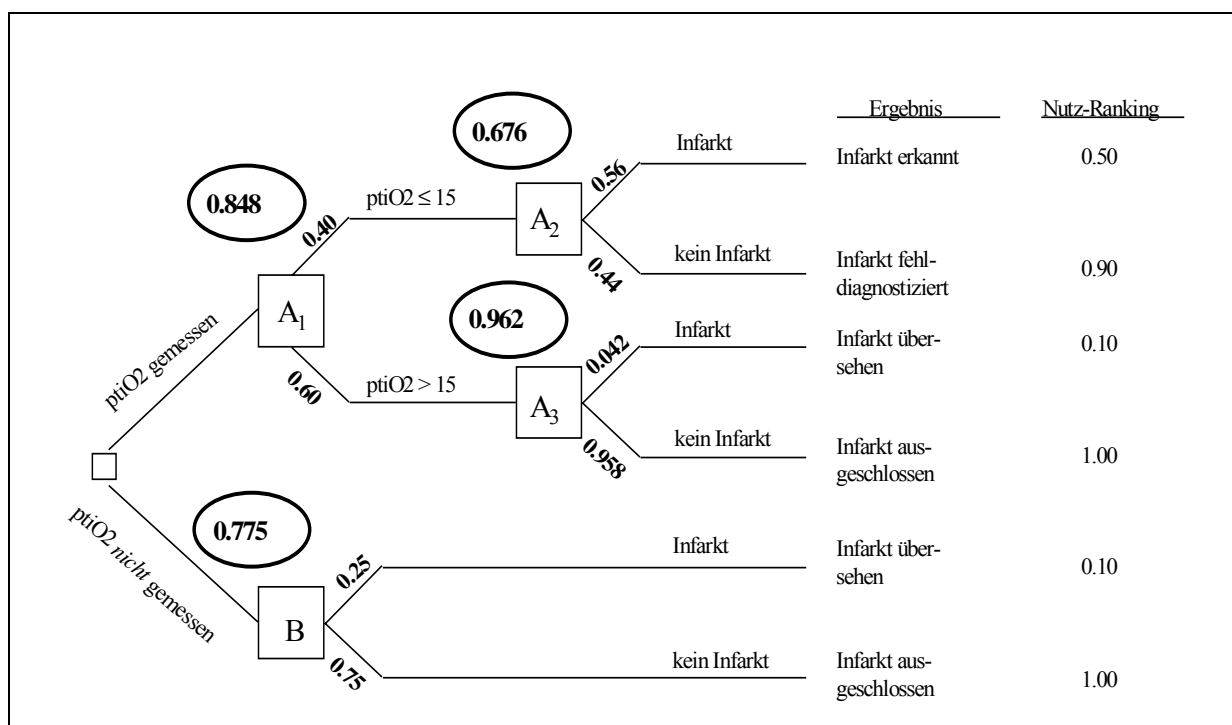 Ergebnis Nutz-Ranking
0.676
Infarkt
Infarkt erkannt 0.50
0.56
0.848
ptiO2 ≤ 15
0.40
A2
kein Infarkt
0.44
Infarkt fehl-
diagnostiziert 0.90
A1
0.962
Infarkt
Infarkt über-
sehen 0.10
0.042
ptiO2 gemessen
0.60
ptiO2 > 15
A3
kein Infarkt
0.958
Infarkt aus-
geschlossen 1.00
ptiO2 nicht gemessen
0.775
Infarkt
Infarkt über-
sehen 0.10
0.25
B
0.75
kein Infarkt
Infarkt aus-
geschlossen 1.00